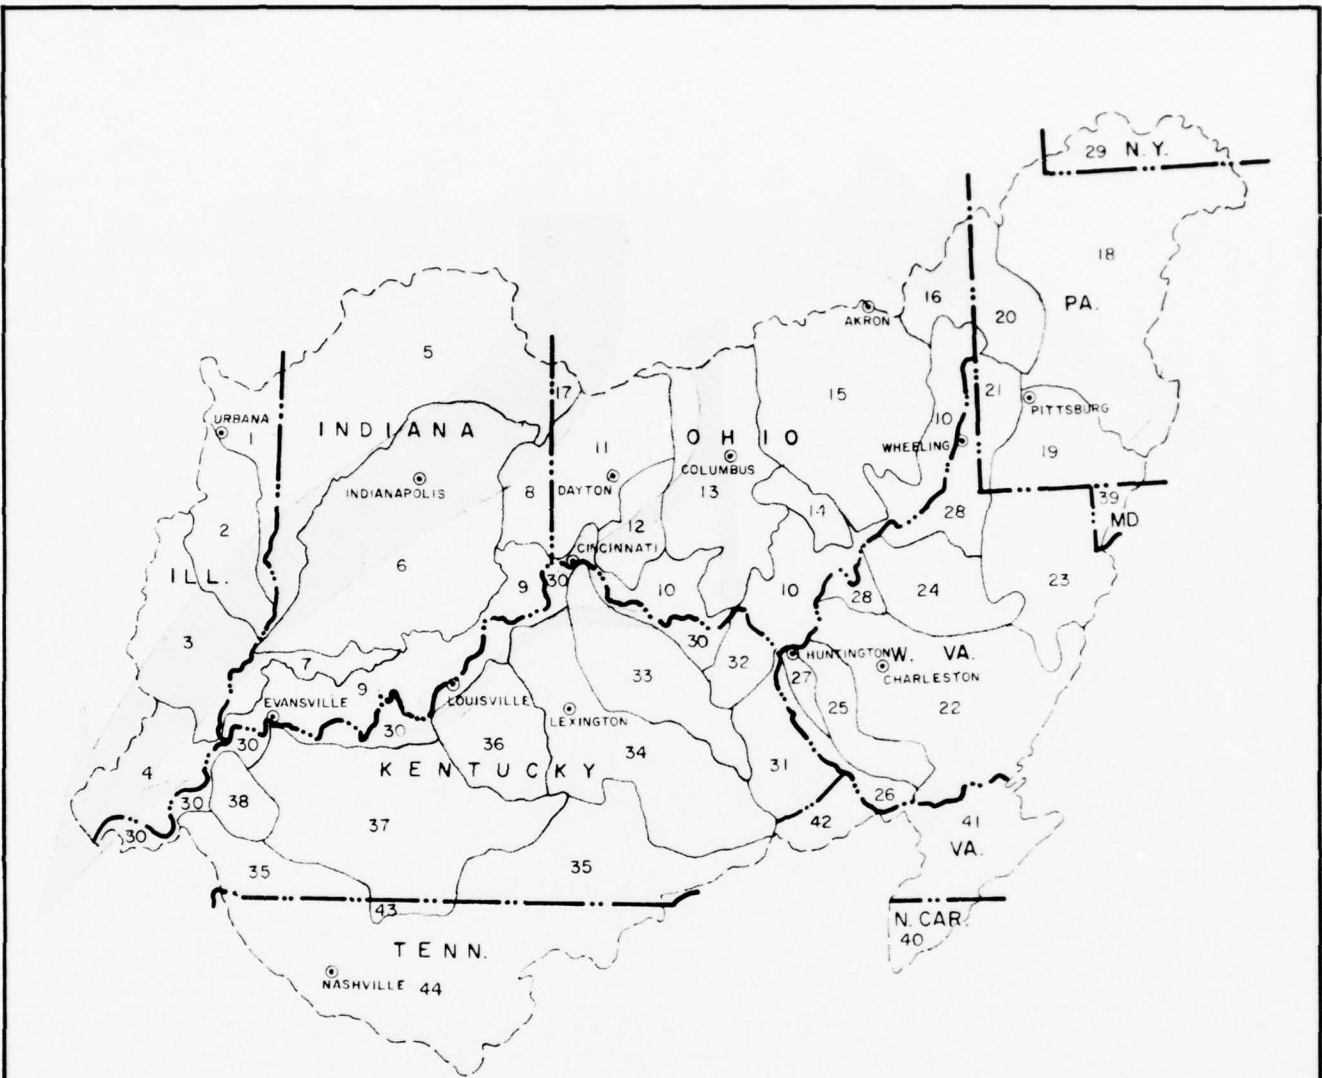 29 N. Y.
18
16
PA.
20
AKRON
5
17
15
21
PITTSBURG
URBANA
1
INDIANA
10
OHIO
WHEELING
11
19
COLUMBUS
INDIANAPOLIS
8
DAYTON
13
39
14
28
MD
2
12
CINCINNATI
6
ILL.
9
30
10
10
28
24
23
3
30
7
32
27
HUNTINGTON
W. VA.
CHARLESTON
33
9
EVANSVILLE
LOUISVILLE
LEXINGTON
25
22
30
30
36
34
31
4
KENTUCKY
30
38
26
37
42
41
30
VA.
35
35
43
N. CAR.
40
TENN.
NASHVILLE 44